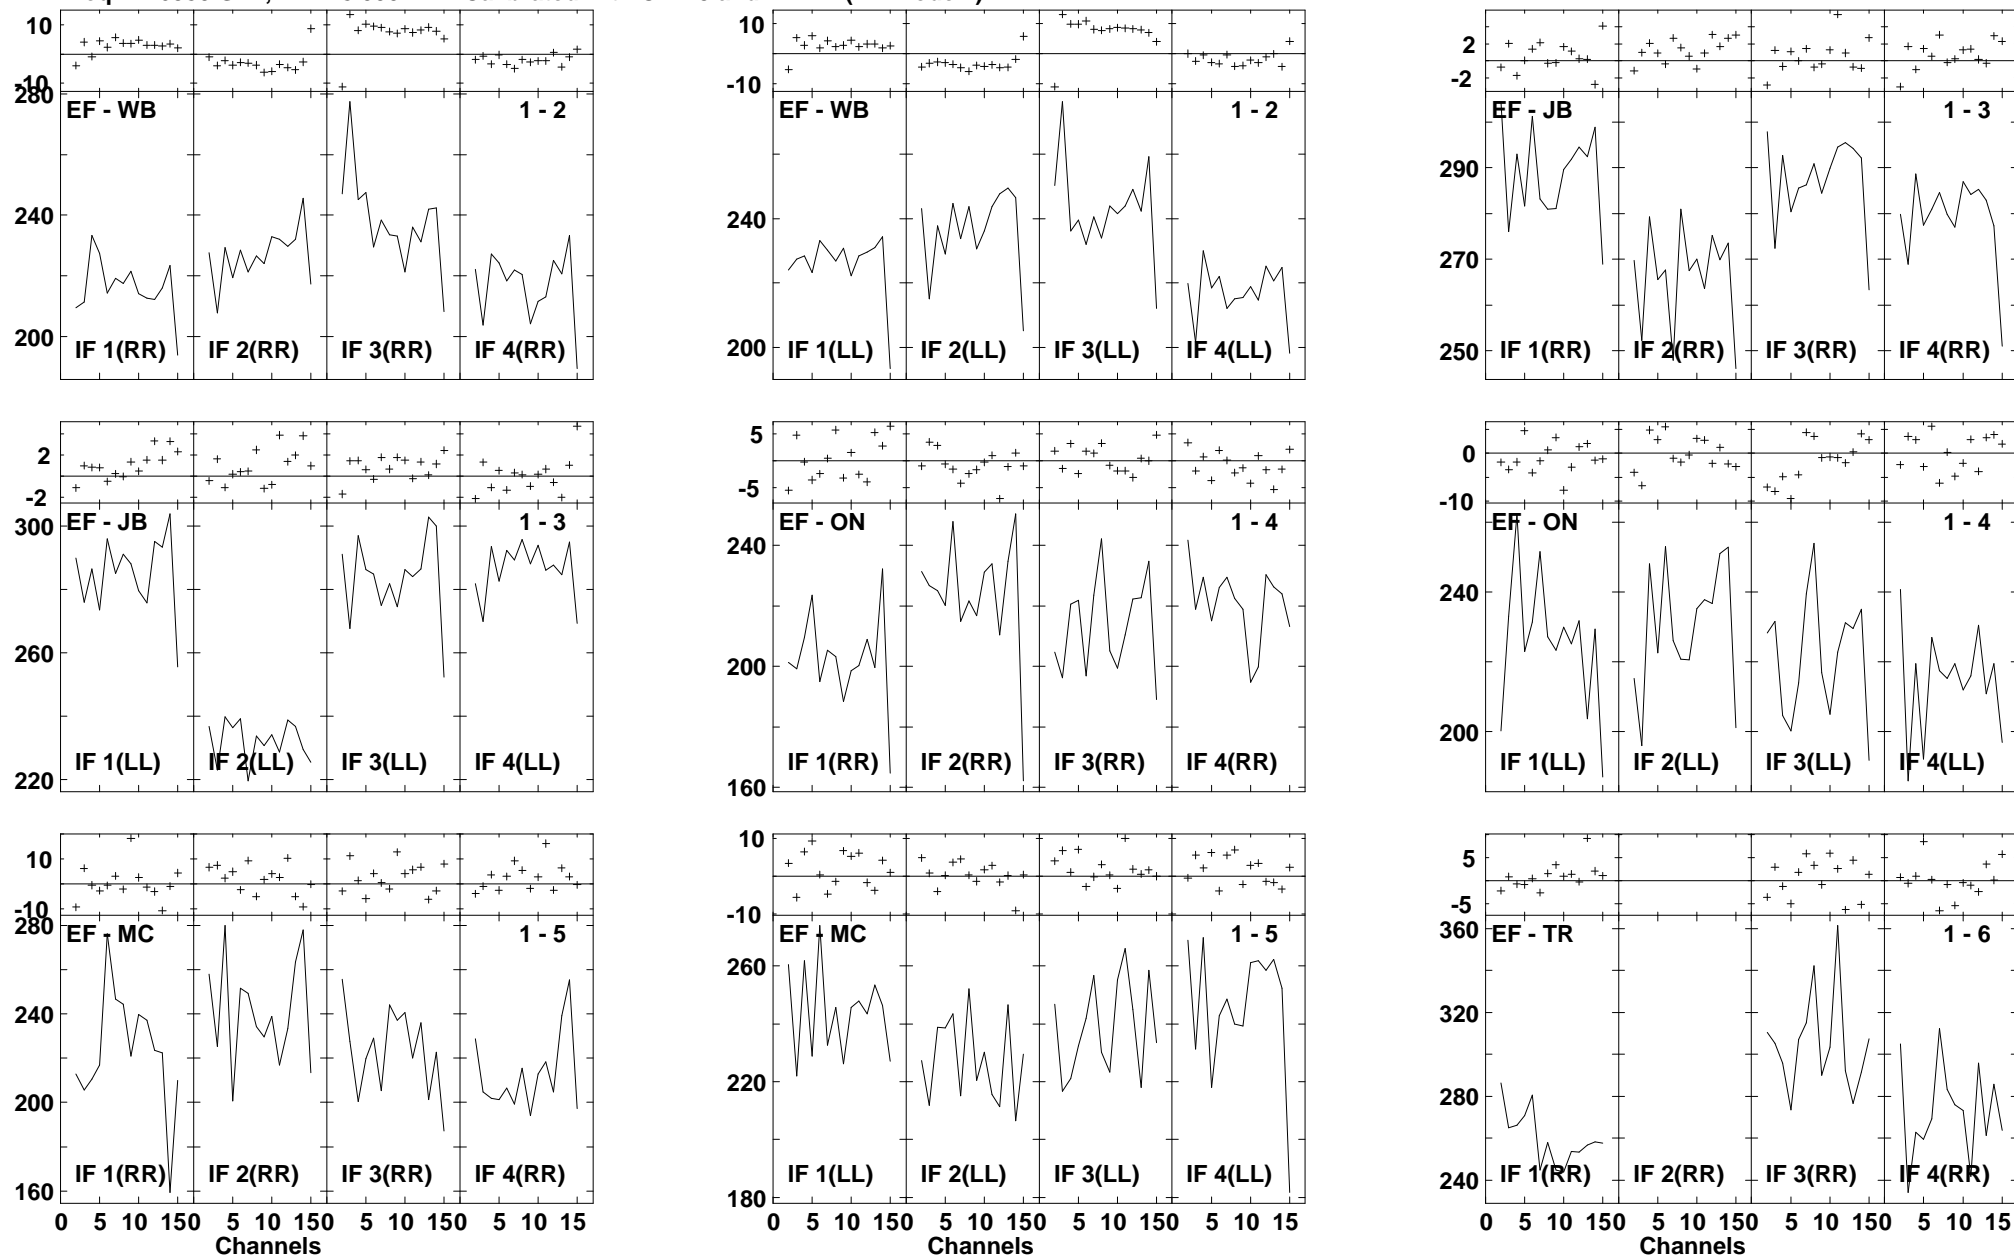 10
-10
280
EF - WB
1 - 2
240
200
IF 1(RR)
IF 2(RR)
IF 3(RR)
IF 4(RR)
10
-10
EF - WB
1 - 2
240
200
IF 1(LL)
IF 2(LL)
IF 3(LL)
IF 4(LL)
2
-2
EF - JB
1 - 3
290
270
250
IF 1(RR)
IF 2(RR)
IF 3(RR)
IF 4(RR)
2
-2
300
EF - JB
1 - 3
260
220
IF 1(LL)
IF 2(LL)
IF 3(LL)
IF 4(LL)
5
-5
EF - ON
1 - 4
240
200
160
IF 1(RR)
IF 2(RR)
IF 3(RR)
IF 4(RR)
0
-10
EF - ON
1 - 4
240
200
IF 1(LL)
IF 2(LL)
IF 3(LL)
IF 4(LL)
10
-10
280
EF - MC
1 - 5
240
200
160
IF 1(RR)
IF 2(RR)
IF 3(RR)
IF 4(RR)
0 5 10 150 5 10 150 5 10 150 5 10 15
Channels
10
-10
EF - MC
1 - 5
260
220
180
IF 1(LL)
IF 2(LL)
IF 3(LL)
IF 4(LL)
0 5 10 150 5 10 150 5 10 150 5 10 15
Channels
5
-5
360
EF - TR
1 - 6
320
280
240
IF 1(RR)
IF 2(RR)
IF 3(RR)
IF 4(RR)
0 5 10 150 5 10 150 5 10 150 5 10 15
Channels